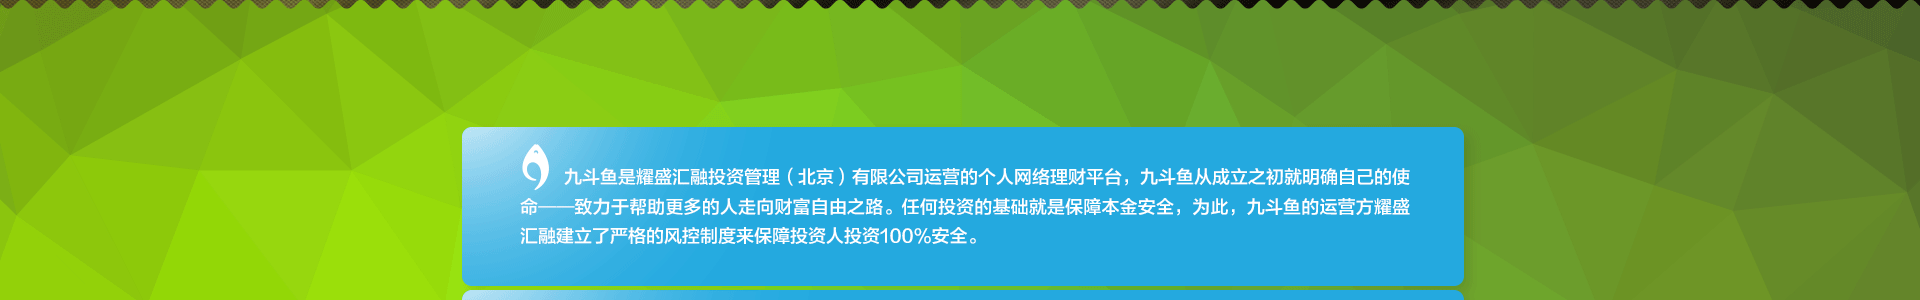 九斗鱼是耀盛汇融投资管理（北京）有限公司运营的个人网络理财平台，九斗鱼从成立之初就明确自己的使
命——致力于帮助更多的人走向财富自由之路。任何投资的基础就是保障本金安全，为此，九斗鱼的运营方耀盛
汇融建立了严格的风控制度来保障投资人投资100%安全。